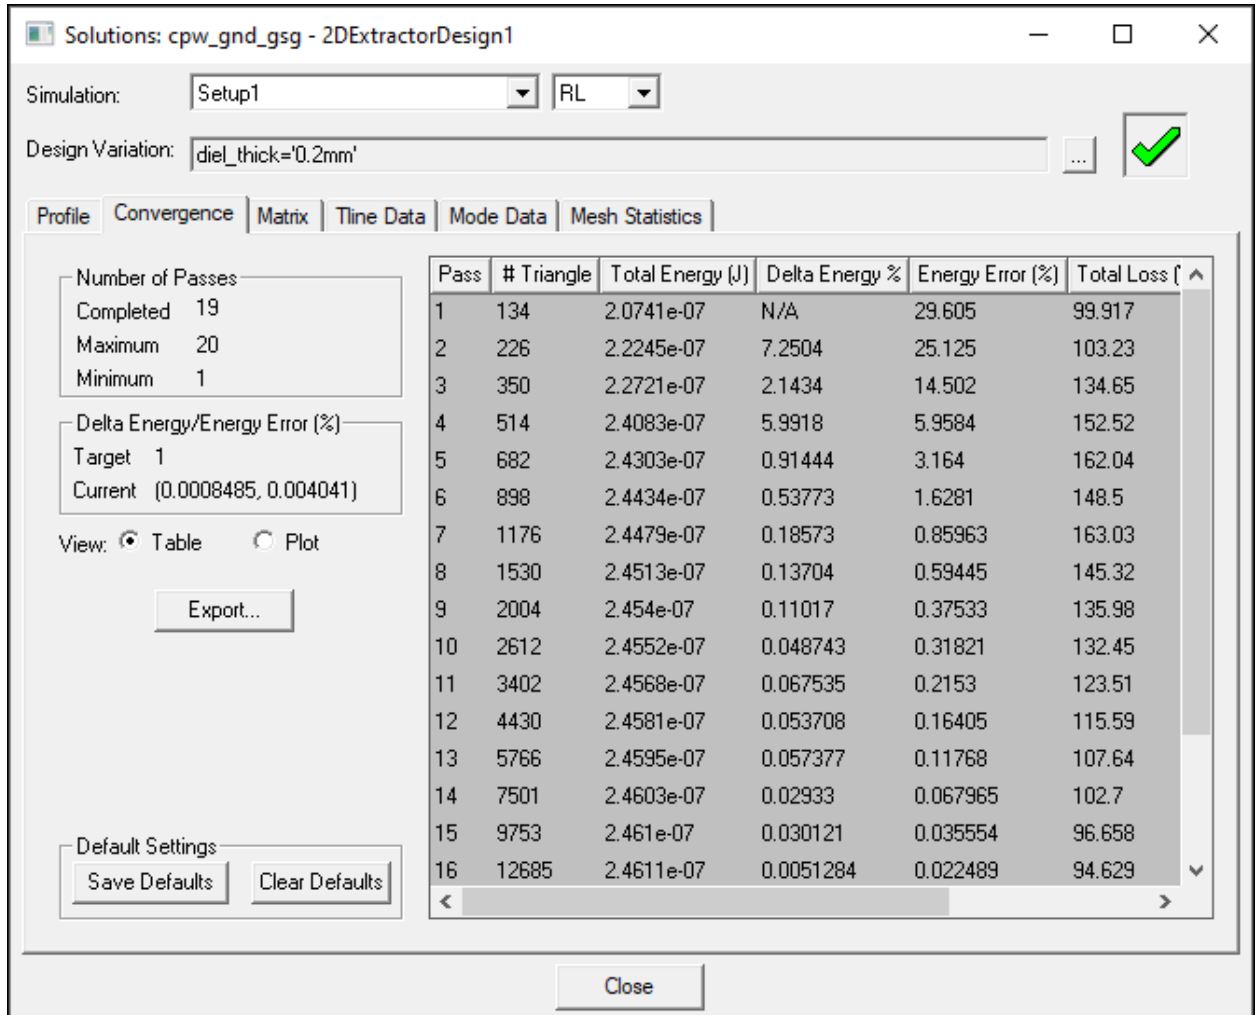 Solutions: cpw_gnd_gsg - 2DExtractorDesign1
Simulation: Setup1 RL
Design Variation: diel_thick='0.2mm' ...
Profile Convergence Matrix Tline Data Mode Data Mesh Statistics
Number of Passes
Completed 19
Maximum 20
Minimum 1
Delta Energy/Energy Error (%)
Target 1
Current (0.0008485, 0.004041)
View: Table Plot
Export...
Default Settings
Save Defaults Clear Defaults
Pass # Triangle Total Energy (J) Delta Energy % Energy Error (%) Total Loss (
1 134 2.0741e-07 N/A 29.605 99.917
2 226 2.2245e-07 7.2504 25.125 103.23
3 350 2.2721e-07 2.1434 14.502 134.65
4 514 2.4083e-07 5.9918 5.9584 152.52
5 682 2.4303e-07 0.91444 3.164 162.04
6 898 2.4434e-07 0.53773 1.6281 148.5
7 1176 2.4479e-07 0.18573 0.85963 163.03
8 1530 2.4513e-07 0.13704 0.59445 145.32
9 2004 2.454e-07 0.11017 0.37533 135.98
10 2612 2.4552e-07 0.048743 0.31821 132.45
11 3402 2.4568e-07 0.067535 0.2153 123.51
12 4430 2.4581e-07 0.053708 0.16405 115.59
13 5766 2.4595e-07 0.057377 0.11768 107.64
14 7501 2.4603e-07 0.02933 0.067965 102.7
15 9753 2.461e-07 0.030121 0.035554 96.658
16 12685 2.4611e-07 0.0051284 0.022489 94.629
Close